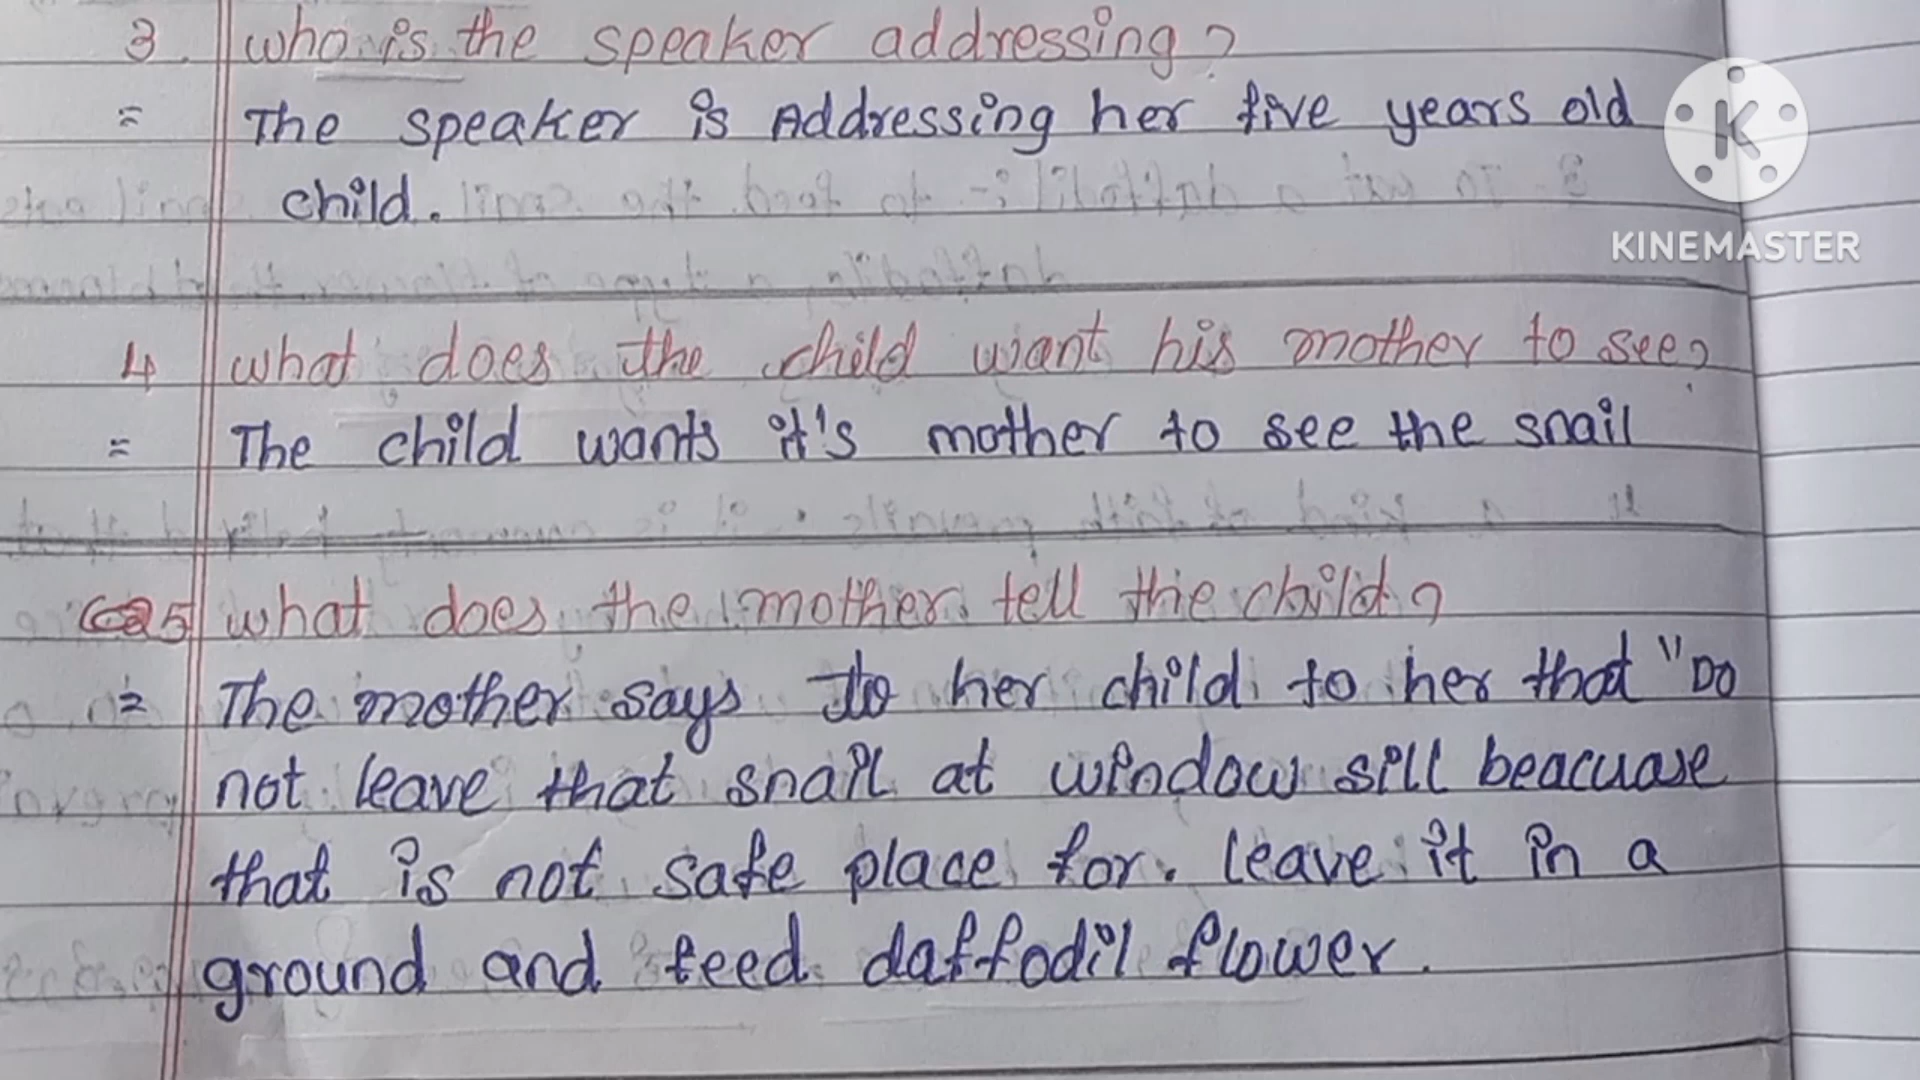 3. who is the speaker addressing?
= The speaker is Addressing her five years old
child.
KINEMASTER
4 what does the child want his mother to see?
= The child wants it's mother to see the snail
5 what does the mother tell the child?
= The mother says to her child to her that "Do
not leave that snail at window sill beacuase
that is not safe place for. leave it in a
ground and feed daffodil flower.